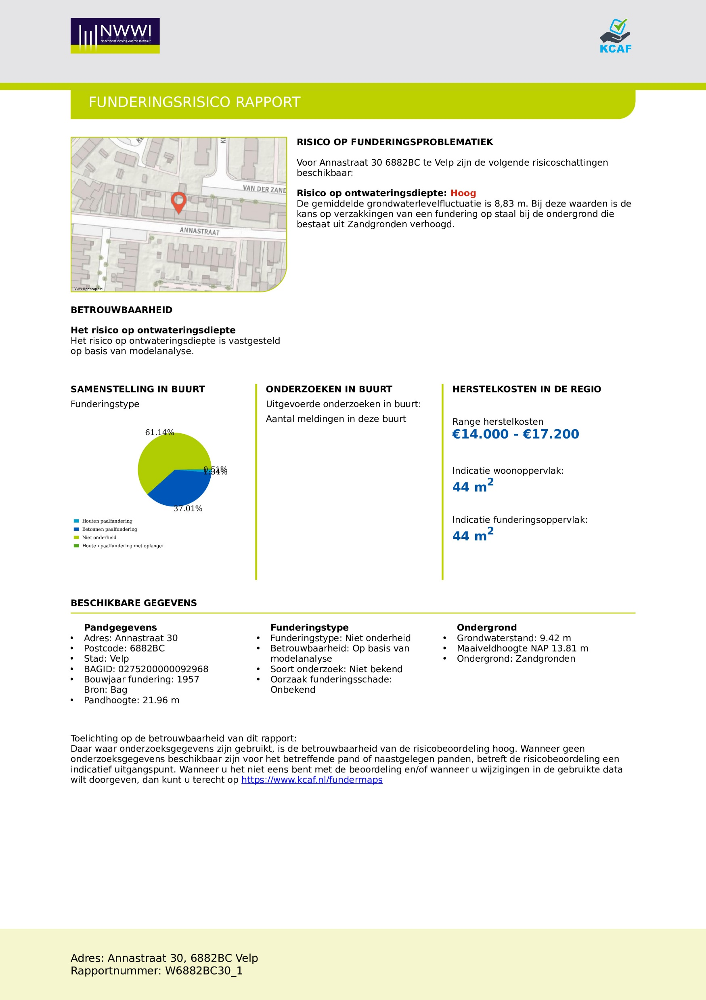 NWWI
Nederlands Woning Waarde Instituut
KCAF
FUNDERINGSRISICO RAPPORT
VAN DER ZAND
ANNASTRAAT
CC BY Opentopo.nl
RISICO OP FUNDERINGSPROBLEMATIEK
Voor Annastraat 30 6882BC te Velp zijn de volgende risicoschattingen
beschikbaar:
Risico op ontwateringsdiepte: Hoog
De gemiddelde grondwaterlevelfluctuatie is 8,83 m. Bij deze waarden is de
kans op verzakkingen van een fundering op staal bij de ondergrond die
bestaat uit Zandgronden verhoogd.
BETROUWBAARHEID
Het risico op ontwateringsdiepte
Het risico op ontwateringsdiepte is vastgesteld
op basis van modelanalyse.
SAMENSTELLING IN BUURT
Funderingstype
61.14%
0.51%
1.34%
37.01%
Houten paalfundering
Betonnen paalfundering
Niet onderheid
Houten paalfundering met oplanger
ONDERZOEKEN IN BUURT
Uitgevoerde onderzoeken in buurt:
Aantal meldingen in deze buurt
HERSTELKOSTEN IN DE REGIO
Range herstelkosten
€14.000 - €17.200
Indicatie woonoppervlak:
44 m²
Indicatie funderingsoppervlak:
44 m²
BESCHIKBARE GEGEVENS
Pandgegevens
• Adres: Annastraat 30
• Postcode: 6882BC
• Stad: Velp
• BAGID: 0275200000092968
• Bouwjaar fundering: 1957
Bron: Bag
• Pandhoogte: 21.96 m
Funderingstype
• Funderingstype: Niet onderheid
• Betrouwbaarheid: Op basis van
modelanalyse
• Soort onderzoek: Niet bekend
• Oorzaak funderingsschade:
Onbekend
Ondergrond
• Grondwaterstand: 9.42 m
• Maaiveldhoogte NAP 13.81 m
• Ondergrond: Zandgronden
Toelichting op de betrouwbaarheid van dit rapport:
Daar waar onderzoeksgegevens zijn gebruikt, is de betrouwbaarheid van de risicobeoordeling hoog. Wanneer geen
onderzoeksgegevens beschikbaar zijn voor het betreffende pand of naastgelegen panden, betreft de risicobeoordeling een
indicatief uitgangspunt. Wanneer u het niet eens bent met de beoordeling en/of wanneer u wijzigingen in de gebruikte data
wilt doorgeven, dan kunt u terecht op https://www.kcaf.nl/fundermaps
Adres: Annastraat 30, 6882BC Velp
Rapportnummer: W6882BC30_1